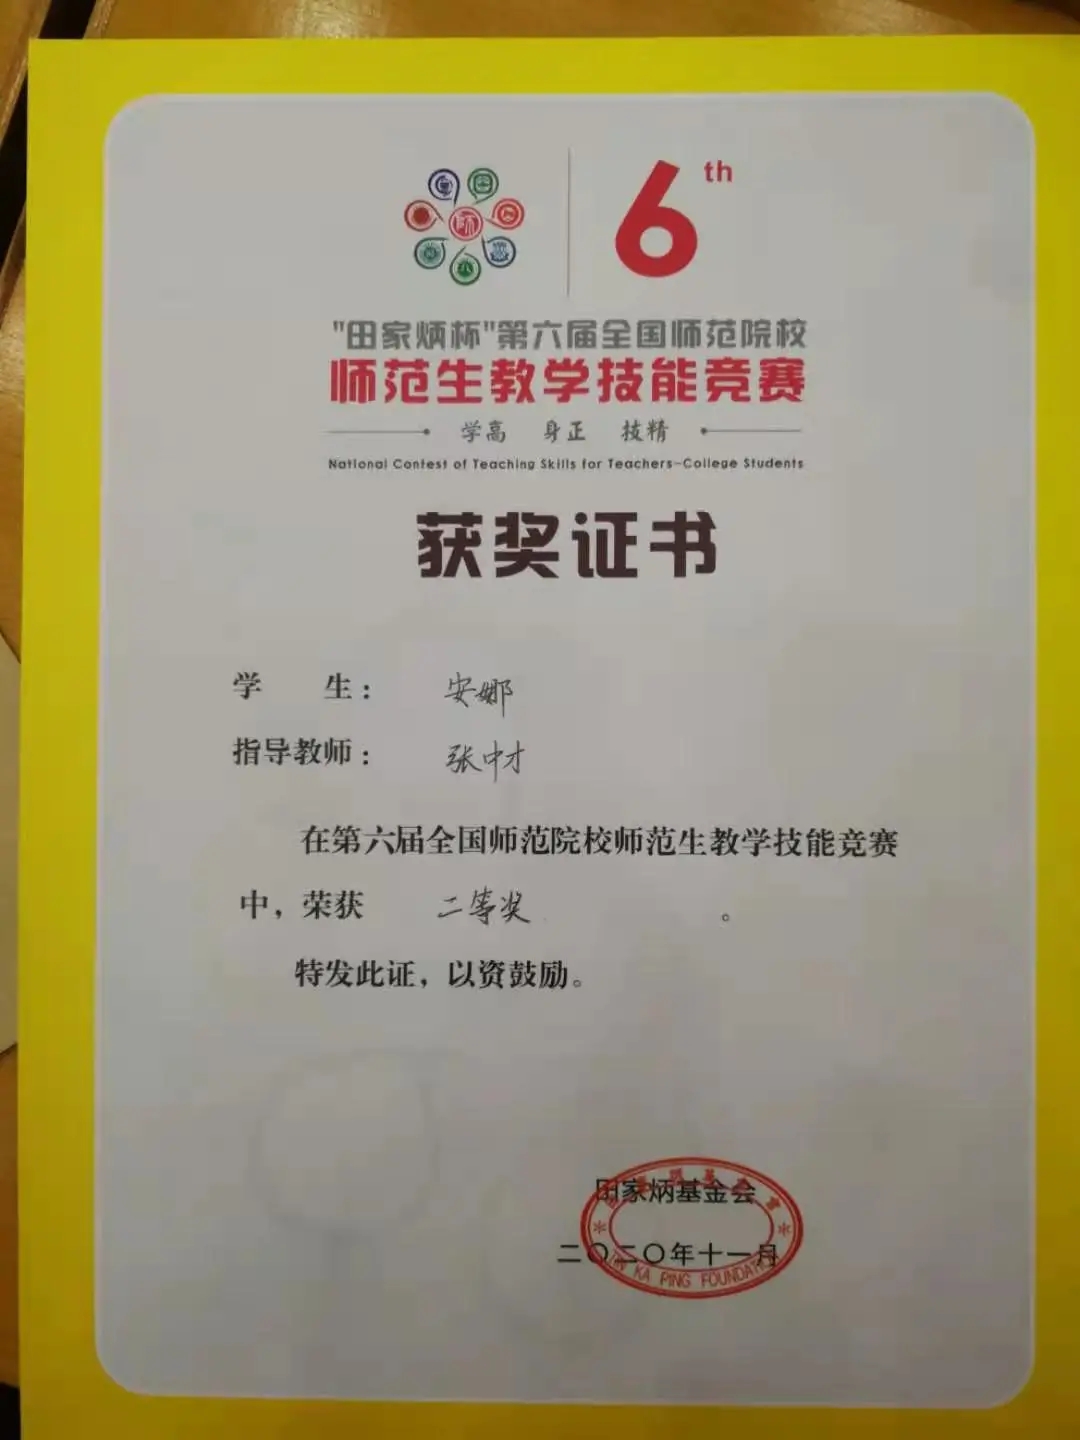 6th
"田家炳杯"第六届全国师范院校
师范生教学技能竞赛
学高 身正 技精
National Contest of Teaching Skills for Teachers-College Students
获奖证书
学 生： 安娜
指导教师： 张中才
在第六届全国师范院校师范生教学技能竞赛
中，荣获 二等奖 。
特发此证，以资鼓励。
田家炳基金会
二〇二〇年十一月
TIN KA PING FOUNDATION